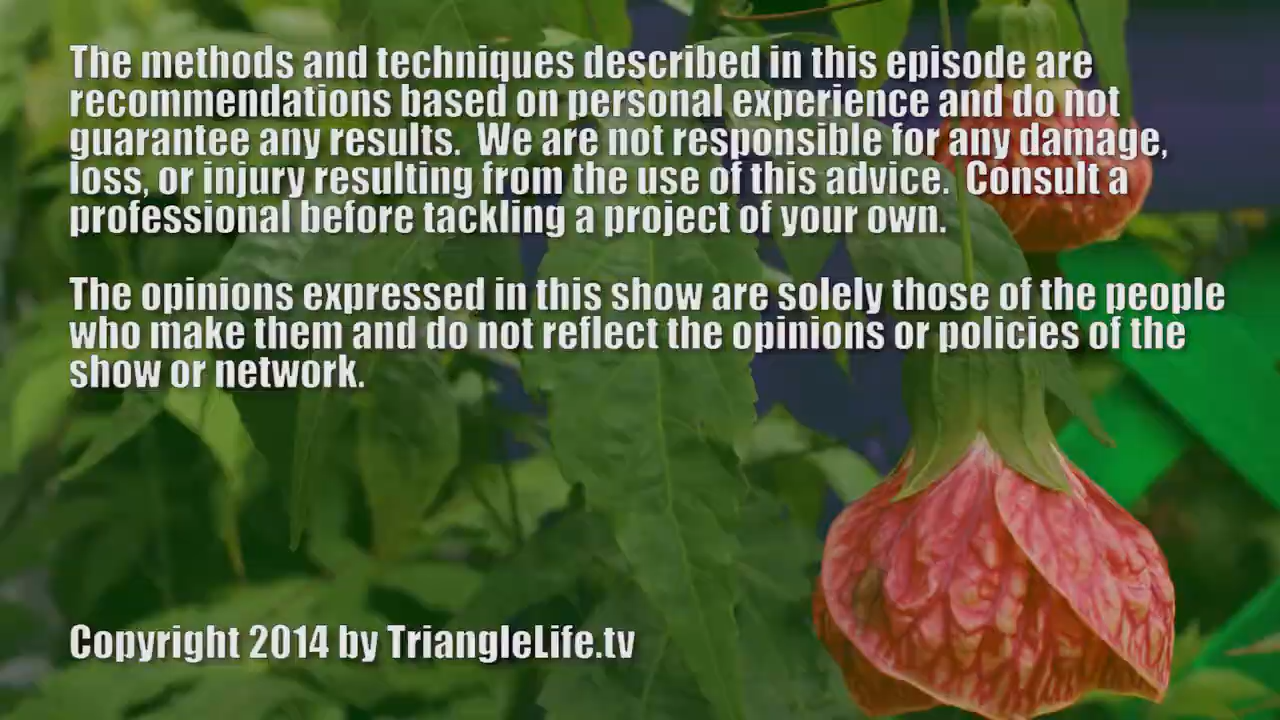 The methods and techniques described in this episode are
recommendations based on personal experience and do not
guarantee any results.  We are not responsible for any damage,
loss, or injury resulting from the use of this advice.  Consult a
professional before tackling a project of your own.
The opinions expressed in this show are solely those of the people
who make them and do not reflect the opinions or policies of the
show or network.
Copyright 2014 by TriangleLife.tv